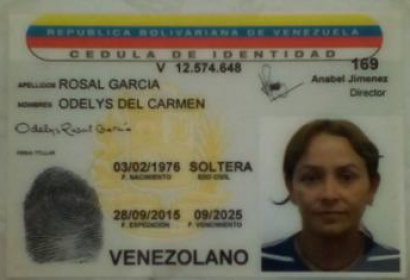 REPUBLICA BOLIVARIANA DE VENEZUELA
CEDULA DE IDENTIDAD
V 12.574.648
169
Anabel Jimenez
Director
APELLIDOS ROSAL GARCIA
NOMBRES ODELYS DEL CARMEN
Odelys Rosal García
FIRMA TITULAR
03/02/1976 SOLTERA
F. NACIMIENTO EDO CIVIL
28/09/2015 09/2025
F. EXPEDICION F. VENCIMIENTO
VENEZOLANO